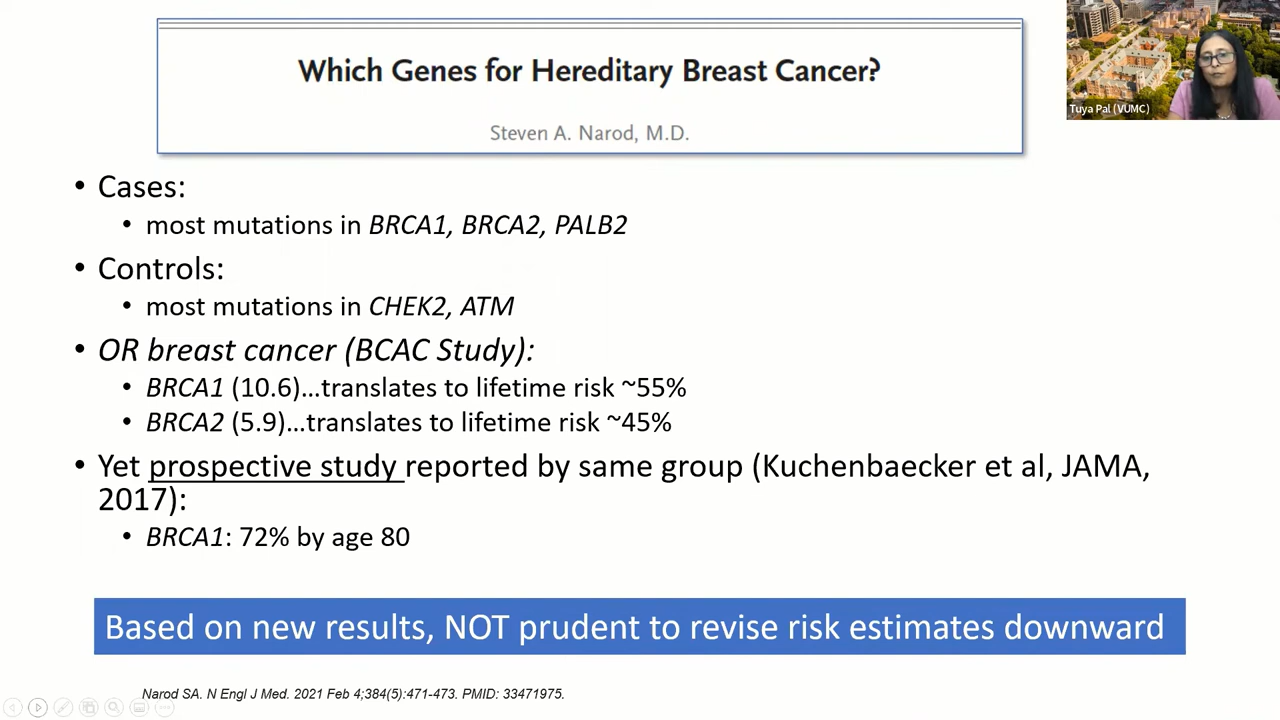 Which Genes for Hereditary Breast Cancer?
Steven A. Narod, M.D.
Tuya Pal (VUMC)
• Cases:
• most mutations in BRCA1, BRCA2, PALB2
• Controls:
• most mutations in CHEK2, ATM
• OR breast cancer (BCAC Study):
• BRCA1 (10.6)…translates to lifetime risk ~55%
• BRCA2 (5.9)…translates to lifetime risk ~45%
• Yet prospective study reported by same group (Kuchenbaecker et al, JAMA,
2017):
• BRCA1: 72% by age 80
Based on new results, NOT prudent to revise risk estimates downward
Narod SA. N Engl J Med. 2021 Feb 4;384(5):471-473. PMID: 33471975.